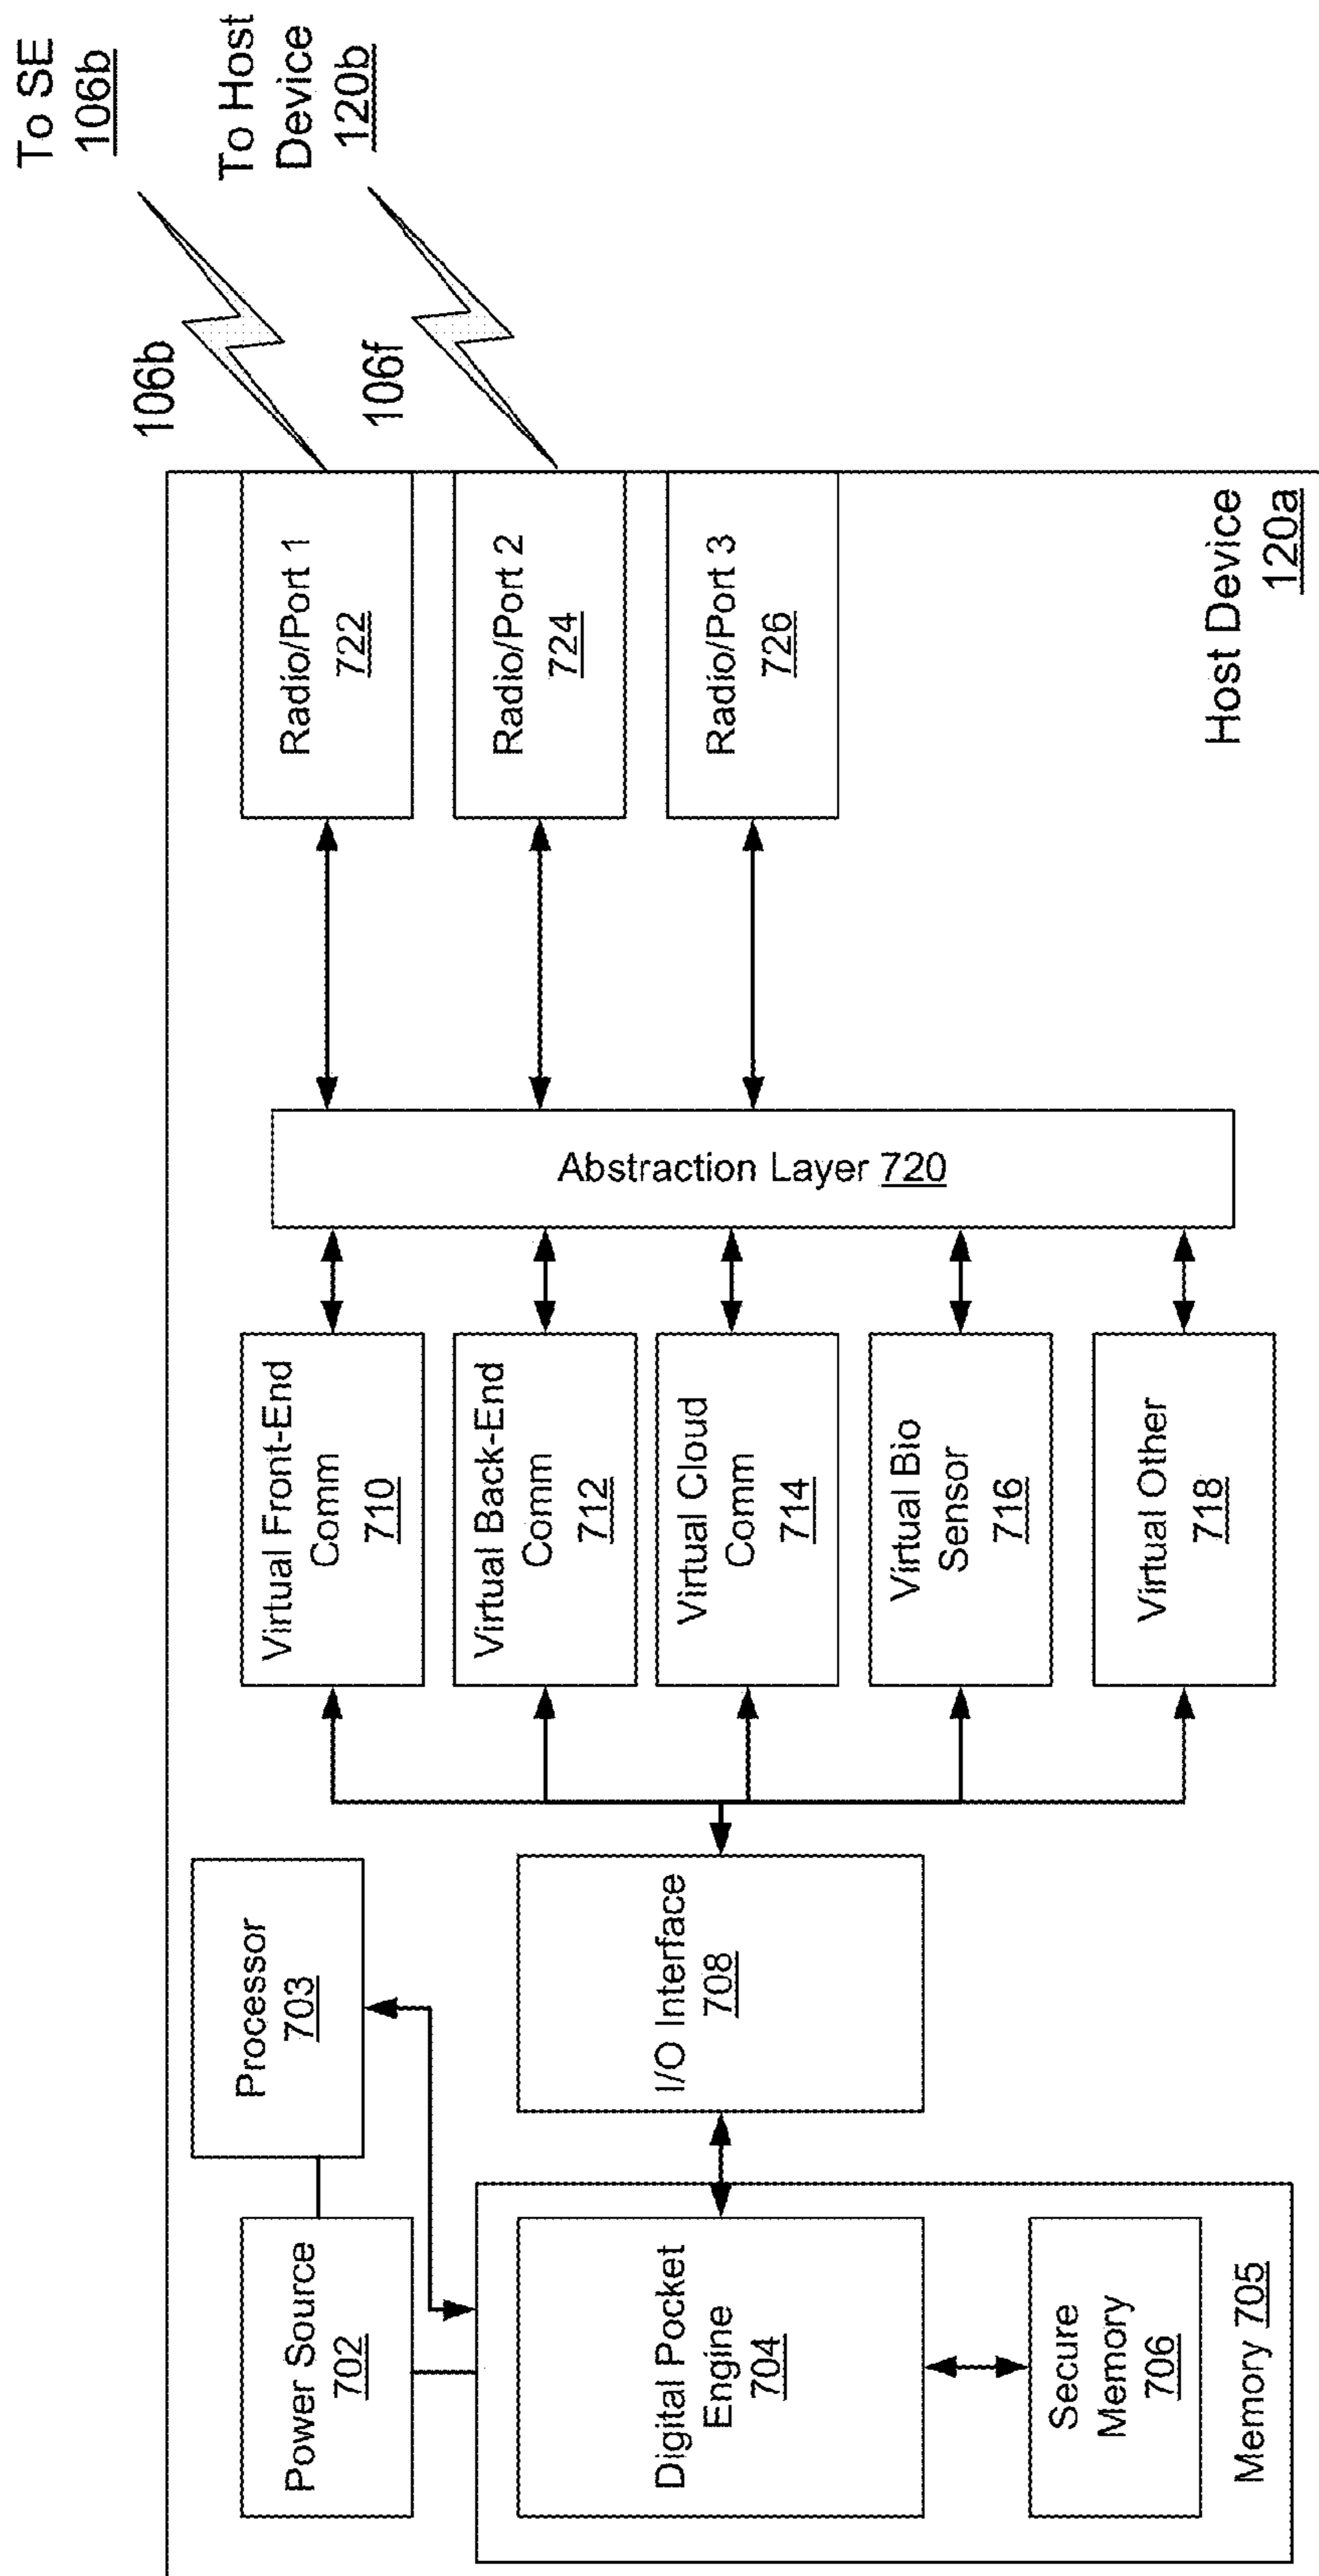 To SE
106b
To Host
Device
120b
106b
106f
Power Source
702
Processor
703
Digital Pocket
Engine
704
Secure
Memory
706
Memory 705
I/O Interface
708
Virtual Front-End
Comm
710
Virtual Back-End
Comm
712
Virtual Cloud
Comm
714
Virtual Bio
Sensor
716
Virtual Other
718
Abstraction Layer 720
Radio/Port 1
722
Radio/Port 2
724
Radio/Port 3
726
Host Device
120a